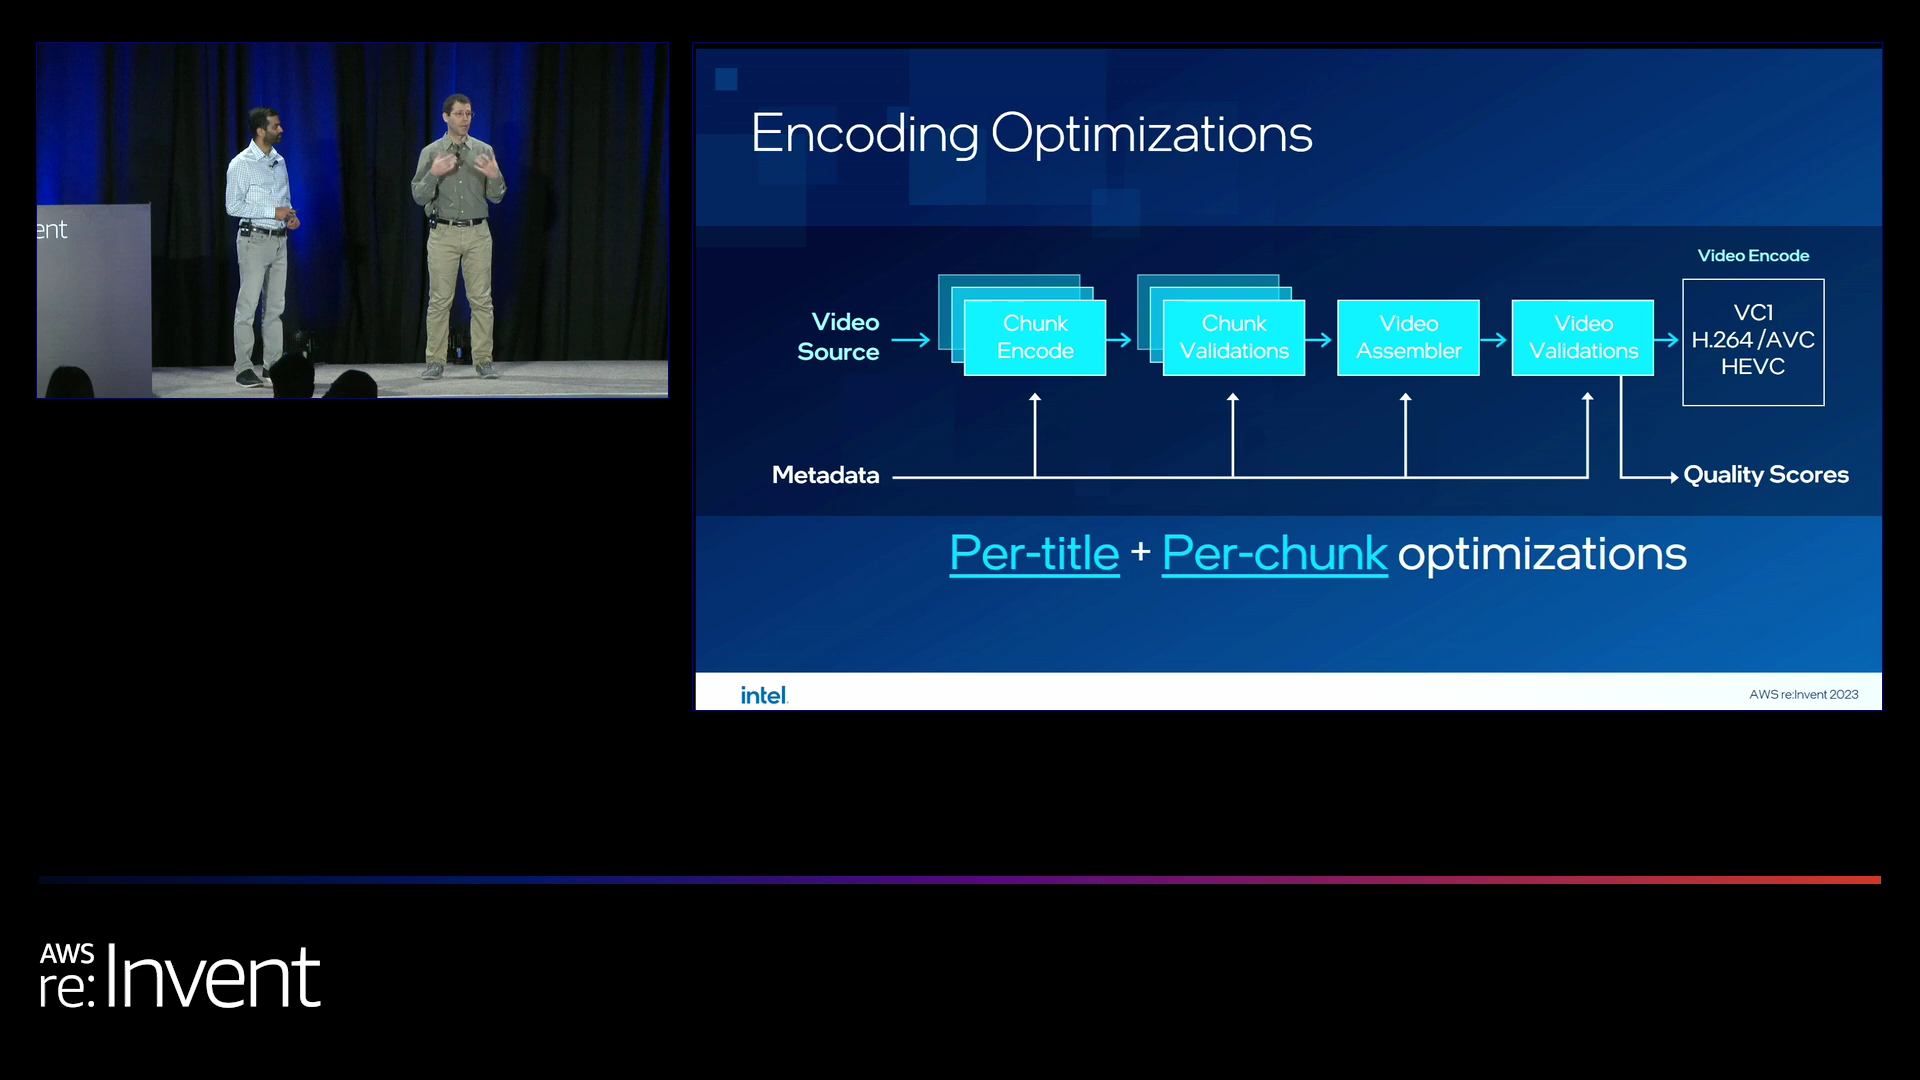 ent
Encoding Optimizations
Video Encode
Video
Source
Chunk
Encode
Chunk
Validations
Video
Assembler
Video
Validations
VC1
H.264 /AVC
HEVC
Metadata
Quality Scores
Per-title + Per-chunk optimizations
intel.
AWS re:Invent 2023
AWS
re:Invent